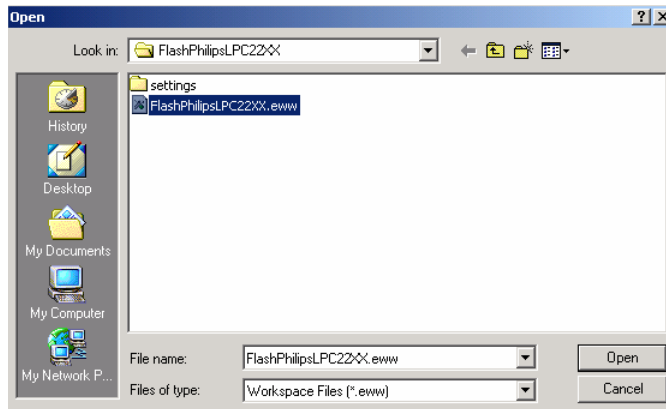 Open
Look in: FlashPhilipsLPC22XX
settings
FlashPhilipsLPC22XX.eww
History
Desktop
My Documents
My Computer
My Network P...
File name: FlashPhilipsLPC22XX.eww Open
Files of type: Workspace Files (*.eww) Cancel